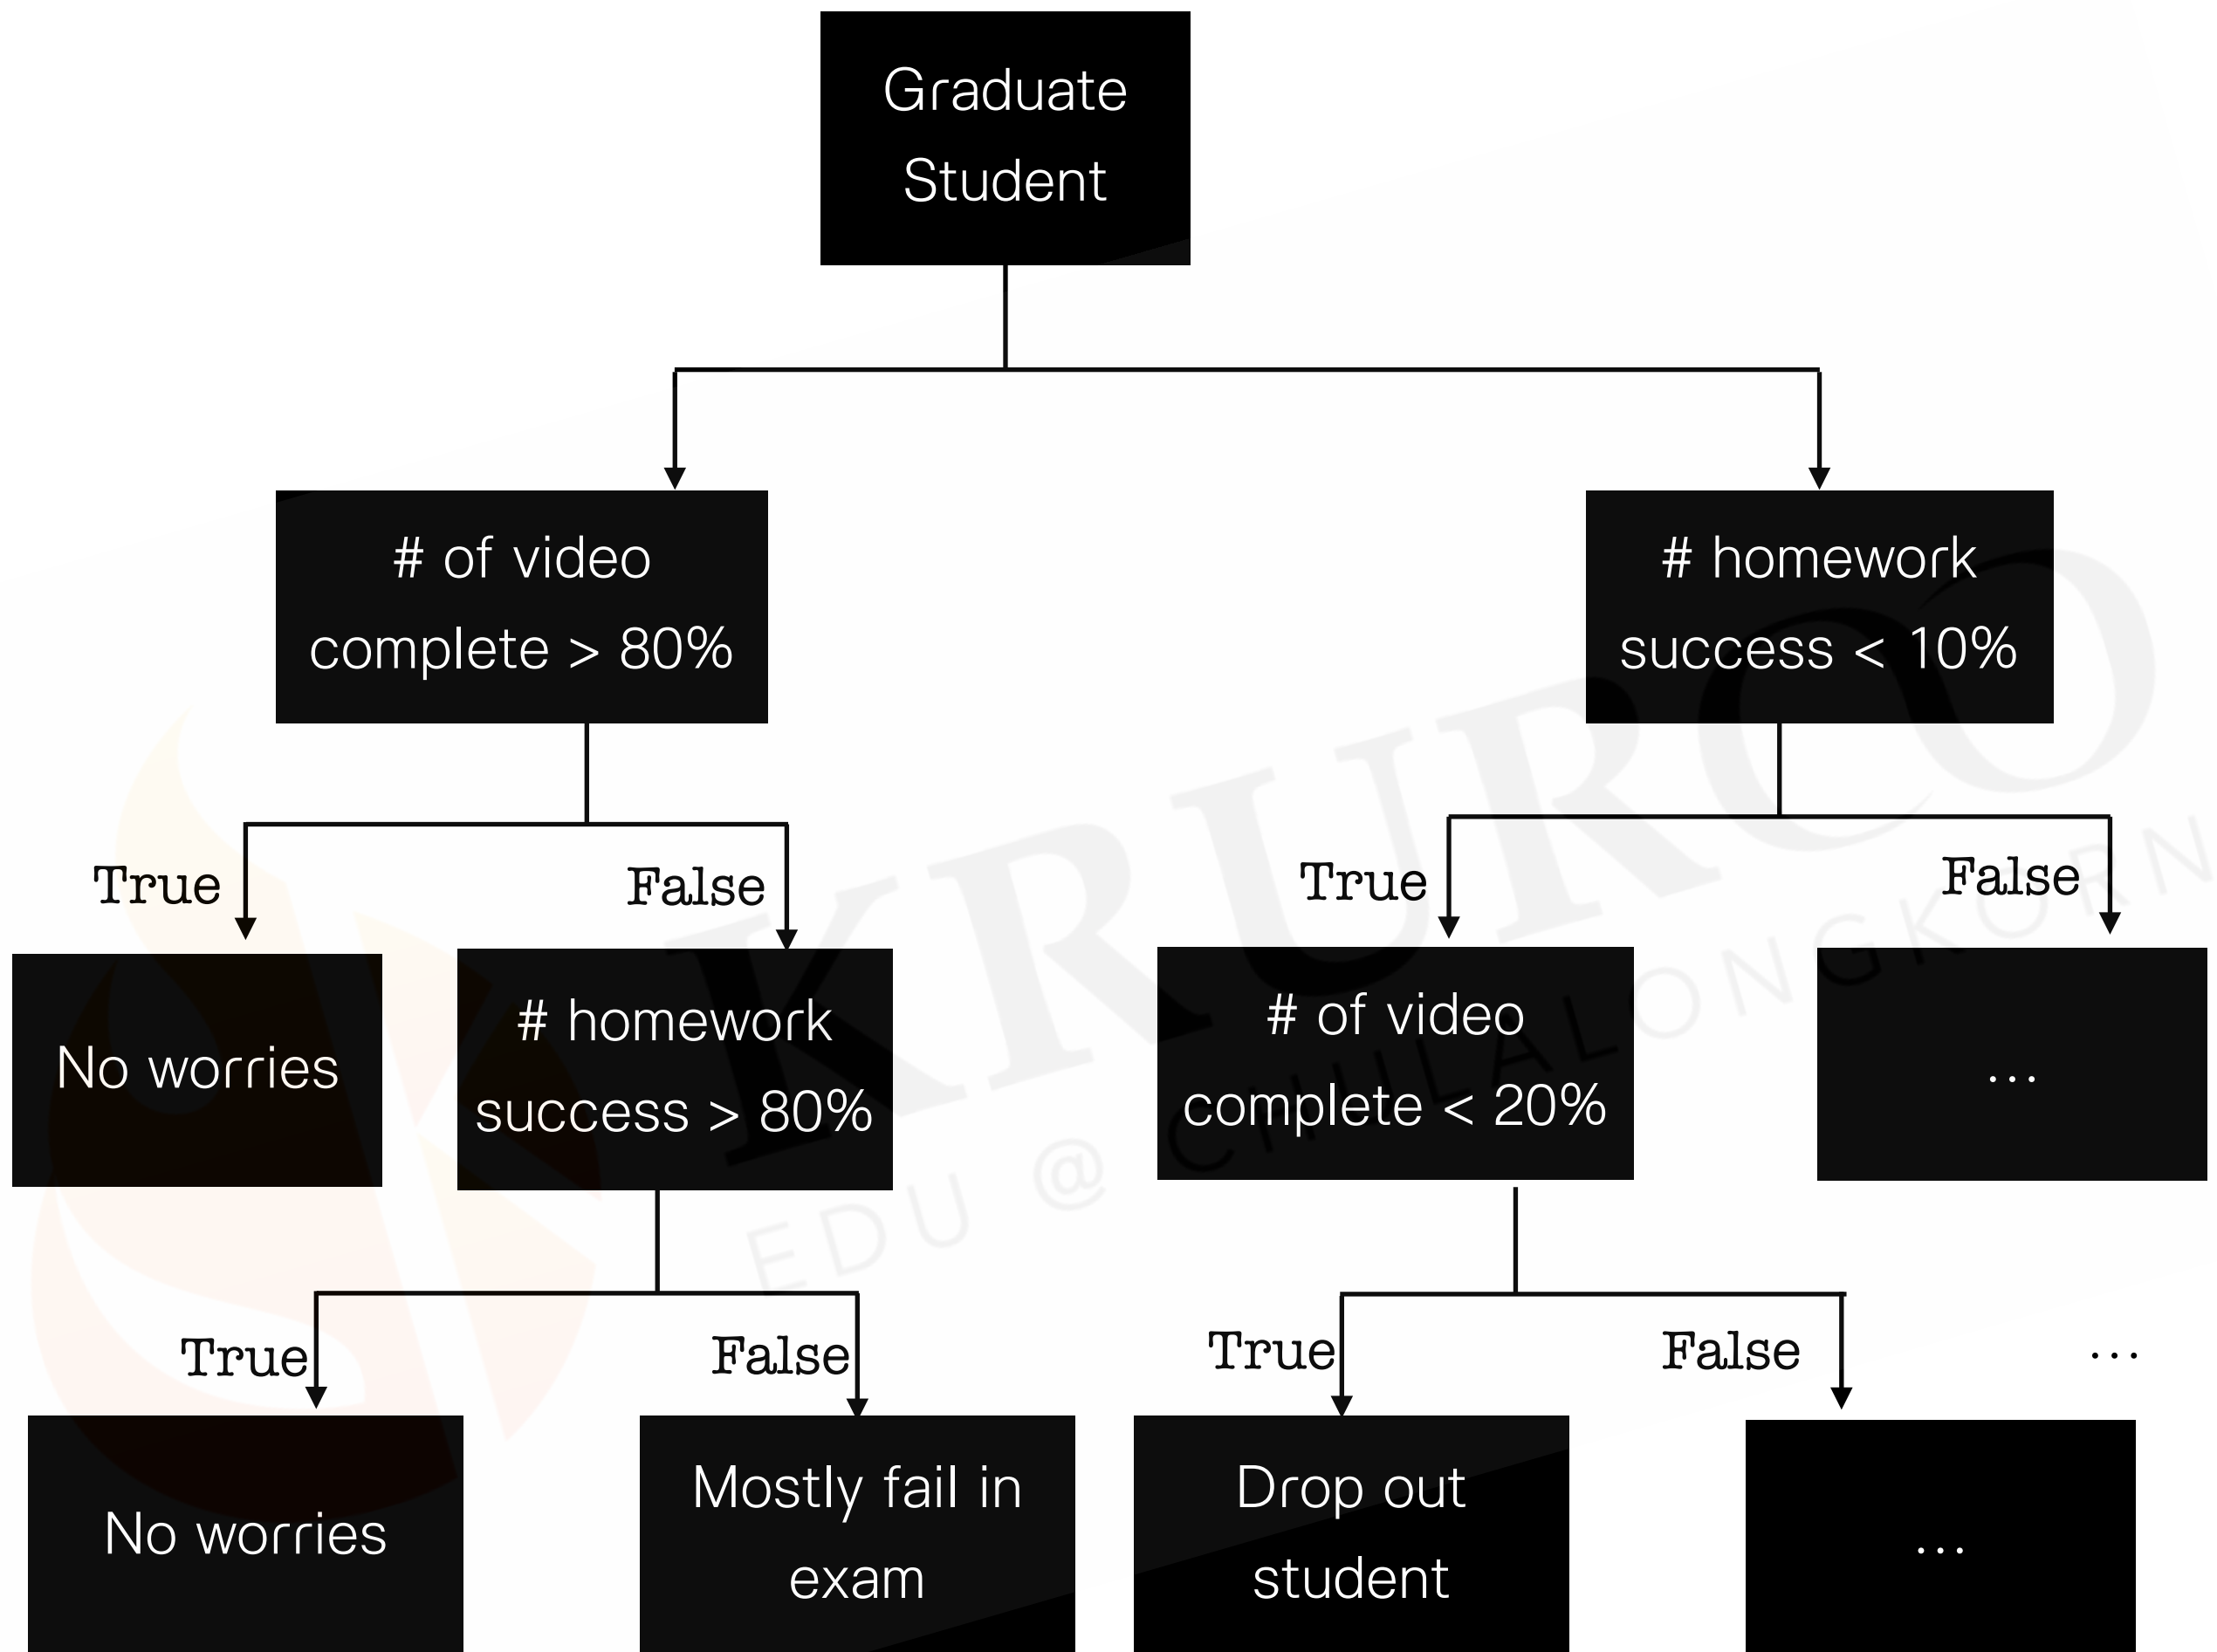 Graduate
Student
# of video
complete > 80%
# homework
success < 10%
True
False
True
False
No worries
# homework
success > 80%
# of video
complete < 20%
...
True
False
True
False
...
No worries
Mostly fail in
exam
Drop out
student
...
KRURCO
EDU @ CHULALONGKORN